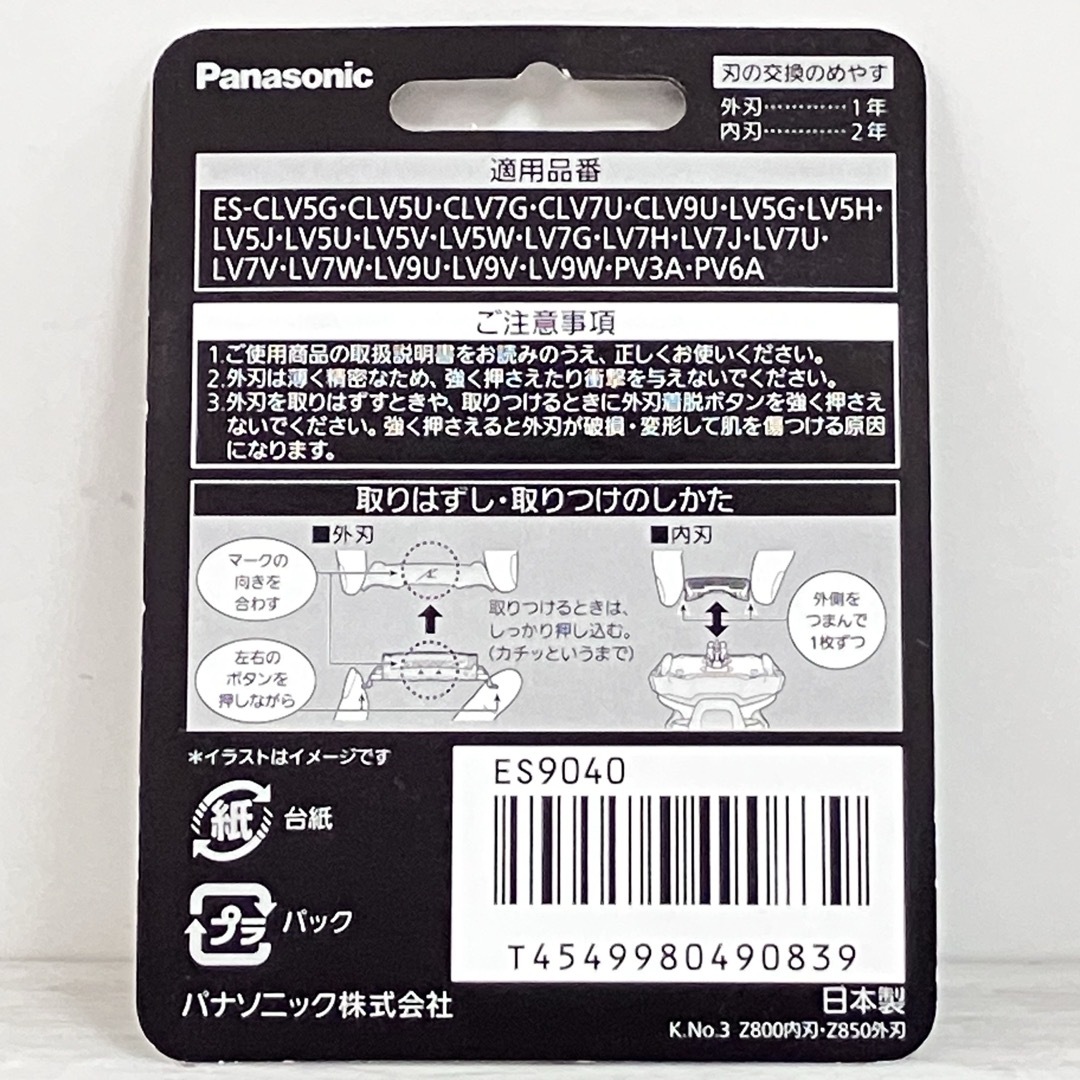 Panasonic
刃の交換のめやす
外刃…………1年
内刃…………2年
適用品番
ES-CLV5G・CLV5U・CLV7G・CLV7U・CLV9U・LV5G・LV5H・
LV5J・LV5U・LV5V・LV5W・LV7G・LV7H・LV7J・LV7U・
LV7V・LV7W・LV9U・LV9V・LV9W・PV3A・PV6A
ご注意事項
1.ご使用商品の取扱説明書をお読みのうえ、正しくお使いください。
2.外刃は薄く精密なため、強く押さえたり衝撃を与えないでください。
3.外刃を取りはずすときや、取りつけるときに外刃着脱ボタンを強く押さえ
ないでください。強く押さえると外刃が破損・変形して肌を傷つける原因
になります。
取りはずし・取りつけのしかた
■外刃
マークの
向きを
合わす
取りつけるときは、
しっかり押し込む。
(カチッというまで)
左右の
ボタンを
押しながら
■内刃
外側を
つまんで
1枚ずつ
*イラストはイメージです
紙 台紙
プラ パック
ES9040
T4549980490839
パナソニック株式会社
日本製
K.No.3 Z800内刃・Z850外刃